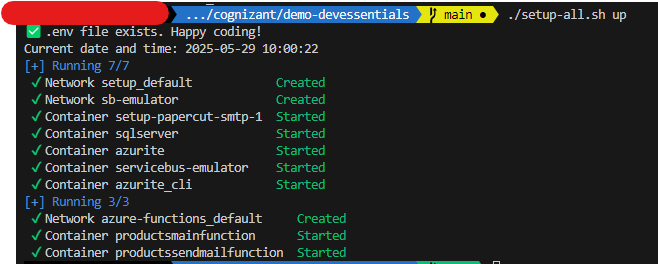 .../cognizant/demo-devessentials main ● ./setup-all.sh up
✅ .env file exists. Happy coding!
Current date and time: 2025-05-29 10:00:22
[+] Running 7/7
✓ Network setup_default Created
✓ Network sb-emulator Created
✓ Container setup-papercut-smtp-1 Started
✓ Container sqlserver Started
✓ Container azurite Started
✓ Container servicebus-emulator Started
✓ Container azurite_cli Started
[+] Running 3/3
✓ Network azure-functions_default Created
✓ Container productsmainfunction Started
✓ Container productssendmailfunction Started